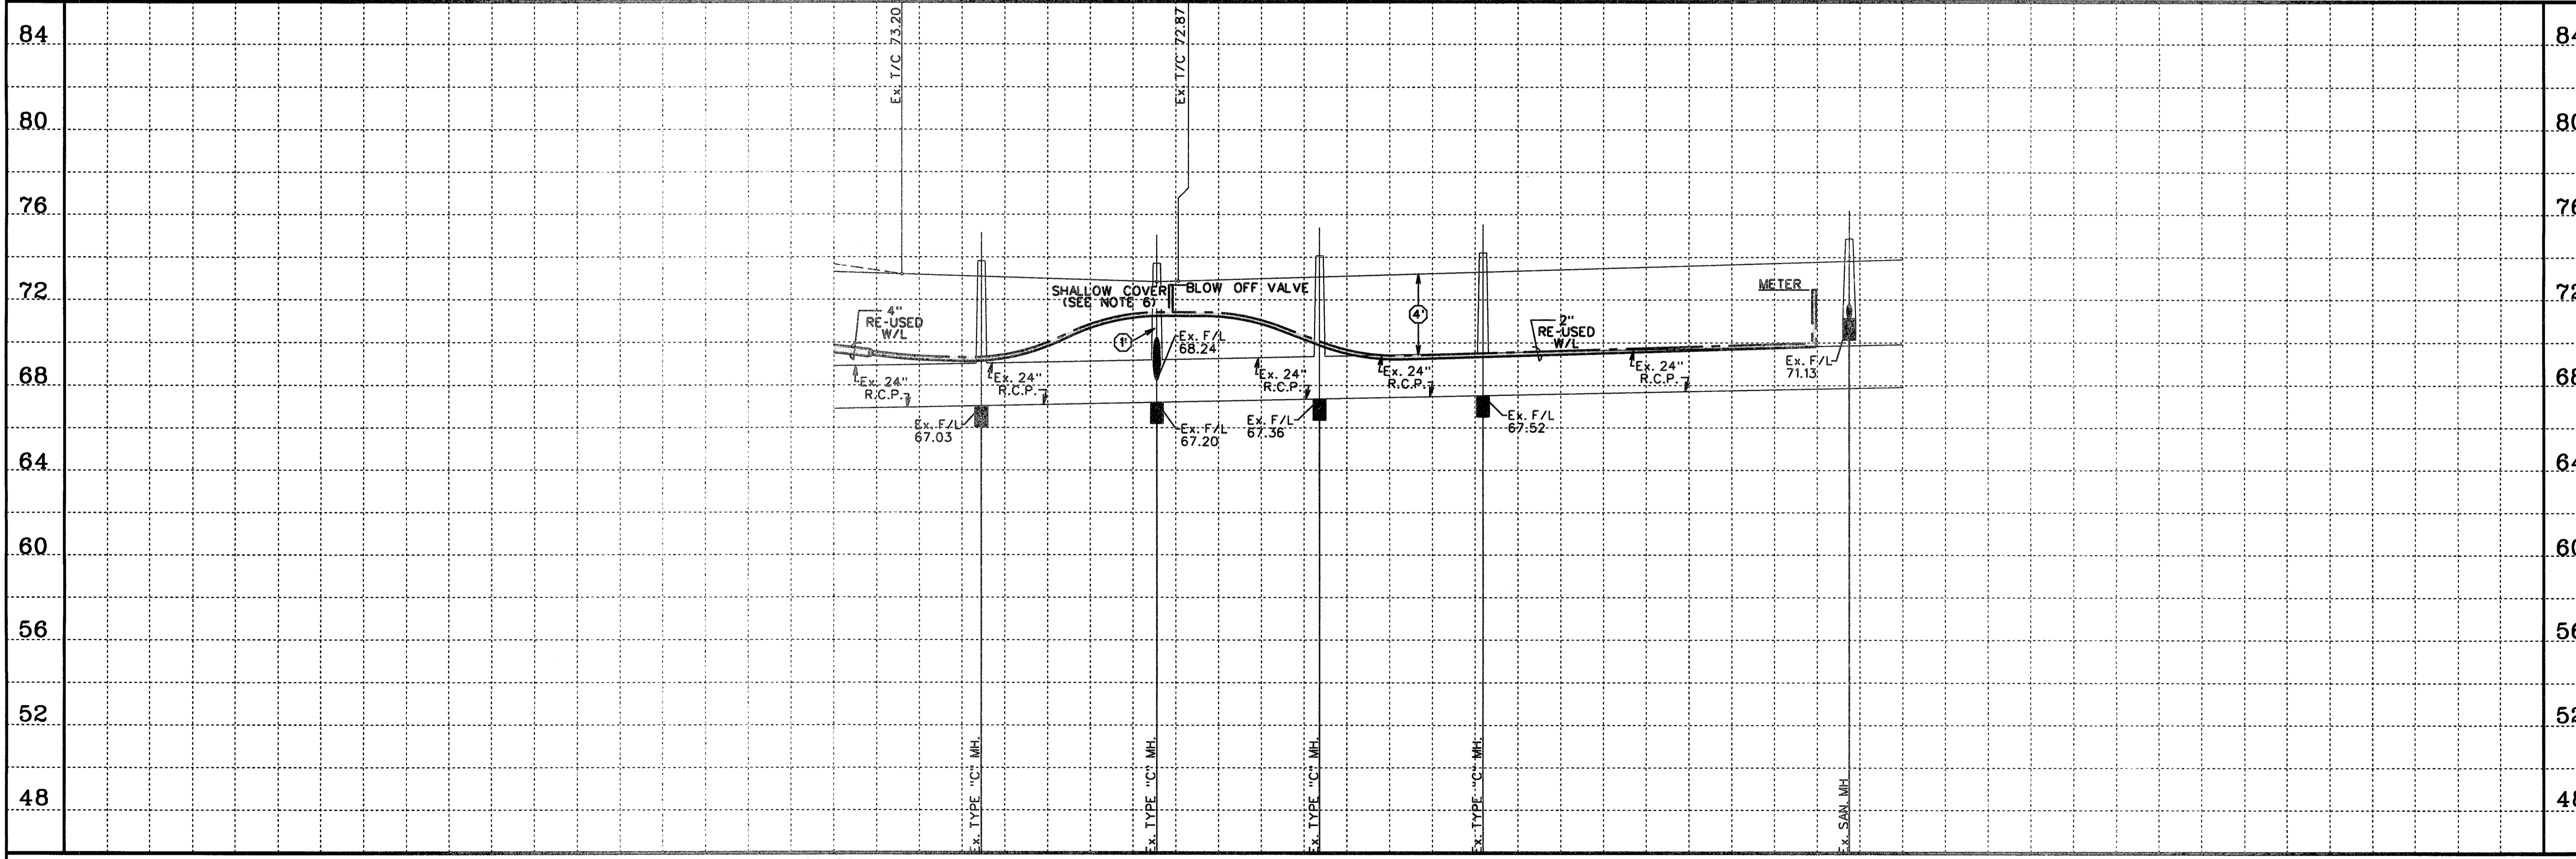 84
80
76
72
68
64
60
56
52
48
Ex. T/C 73.20
Ex. T/C 72.87
SHALLOW COVER
(SEE NOTE 6)
BLOW OFF VALVE
METER
4"
RE-USED
W/L
1'
Ex. F/L
68.24
4'
2"
RE-USED
W/L
Ex. 24"
R.C.P.
Ex. 24"
R.C.P.
Ex. 24"
R.C.P.
Ex. 24"
R.C.P.
Ex. 24"
R.C.P.
Ex. F/L
71.13
Ex. F/L
67.03
Ex. F/L
67.20
Ex. F/L
67.36
Ex. F/L
67.52
Ex. TYPE "C" MH.
Ex. TYPE "C" MH.
Ex. TYPE "C" MH.
Ex. TYPE "C" MH.
Ex. SAN. MH
84
80
76
72
68
64
60
56
52
48